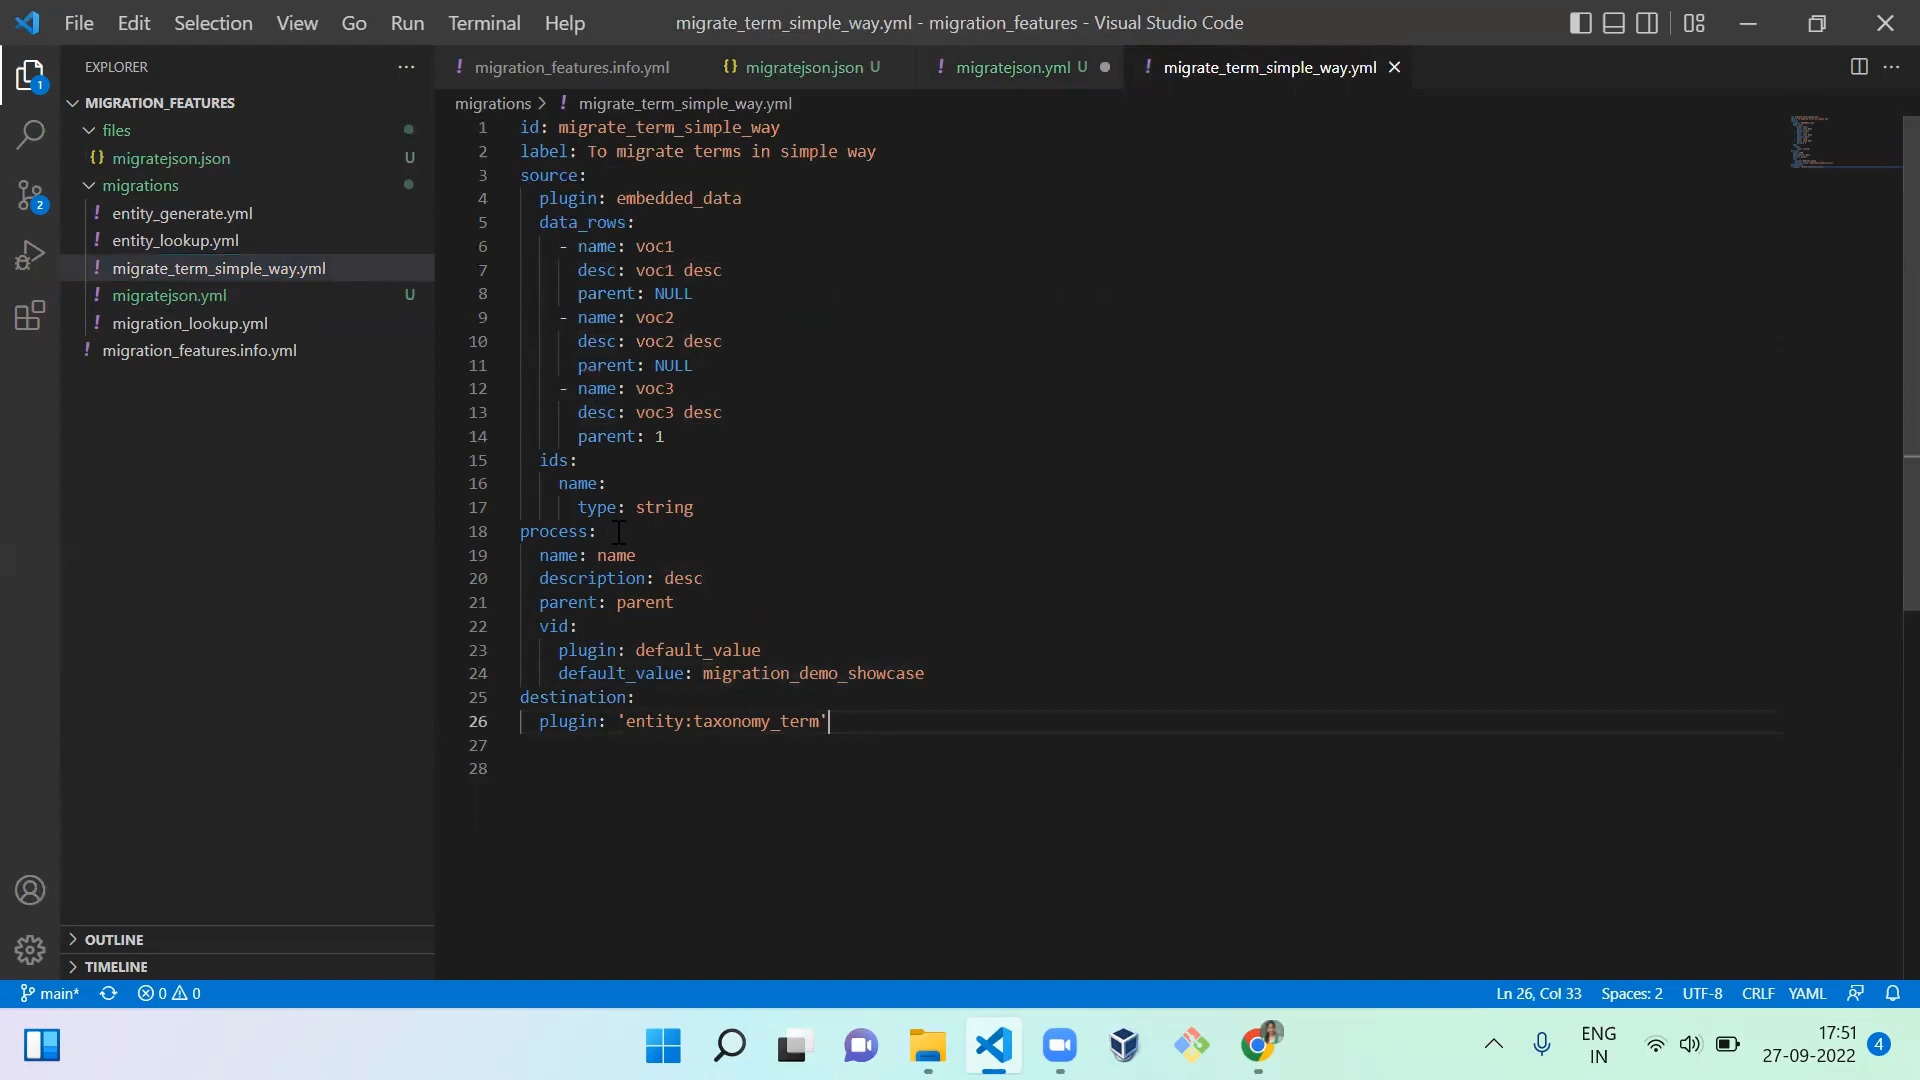 File Edit Selection View Go Run Terminal Help
migrate_term_simple_way.yml - migration_features - Visual Studio Code
EXPLORER
MIGRATION_FEATURES
files
migratejson.json U
migrations
entity_generate.yml
entity_lookup.yml
migrate_term_simple_way.yml
migratejson.yml U
migration_lookup.yml
migration_features.info.yml
OUTLINE
TIMELINE
1
2
migration_features.info.yml
migratejson.json U
migratejson.yml U
migrate_term_simple_way.yml
migrations > migrate_term_simple_way.yml
1 id: migrate_term_simple_way
2 label: To migrate terms in simple way
3 source:
4 plugin: embedded_data
5 data_rows:
6 - name: voc1
7 desc: voc1 desc
8 parent: NULL
9 - name: voc2
10 desc: voc2 desc
11 parent: NULL
12 - name: voc3
13 desc: voc3 desc
14 parent: 1
15 ids:
16 name:
17 type: string
18 process:
19 name: name
20 description: desc
21 parent: parent
22 vid:
23 plugin: default_value
24 default_value: migration_demo_showcase
25 destination:
26 plugin: 'entity:taxonomy_term'
27
28
main* 0 0
Ln 26, Col 33 Spaces: 2 UTF-8 CRLF YAML
ENG
IN
17:51
27-09-2022
4